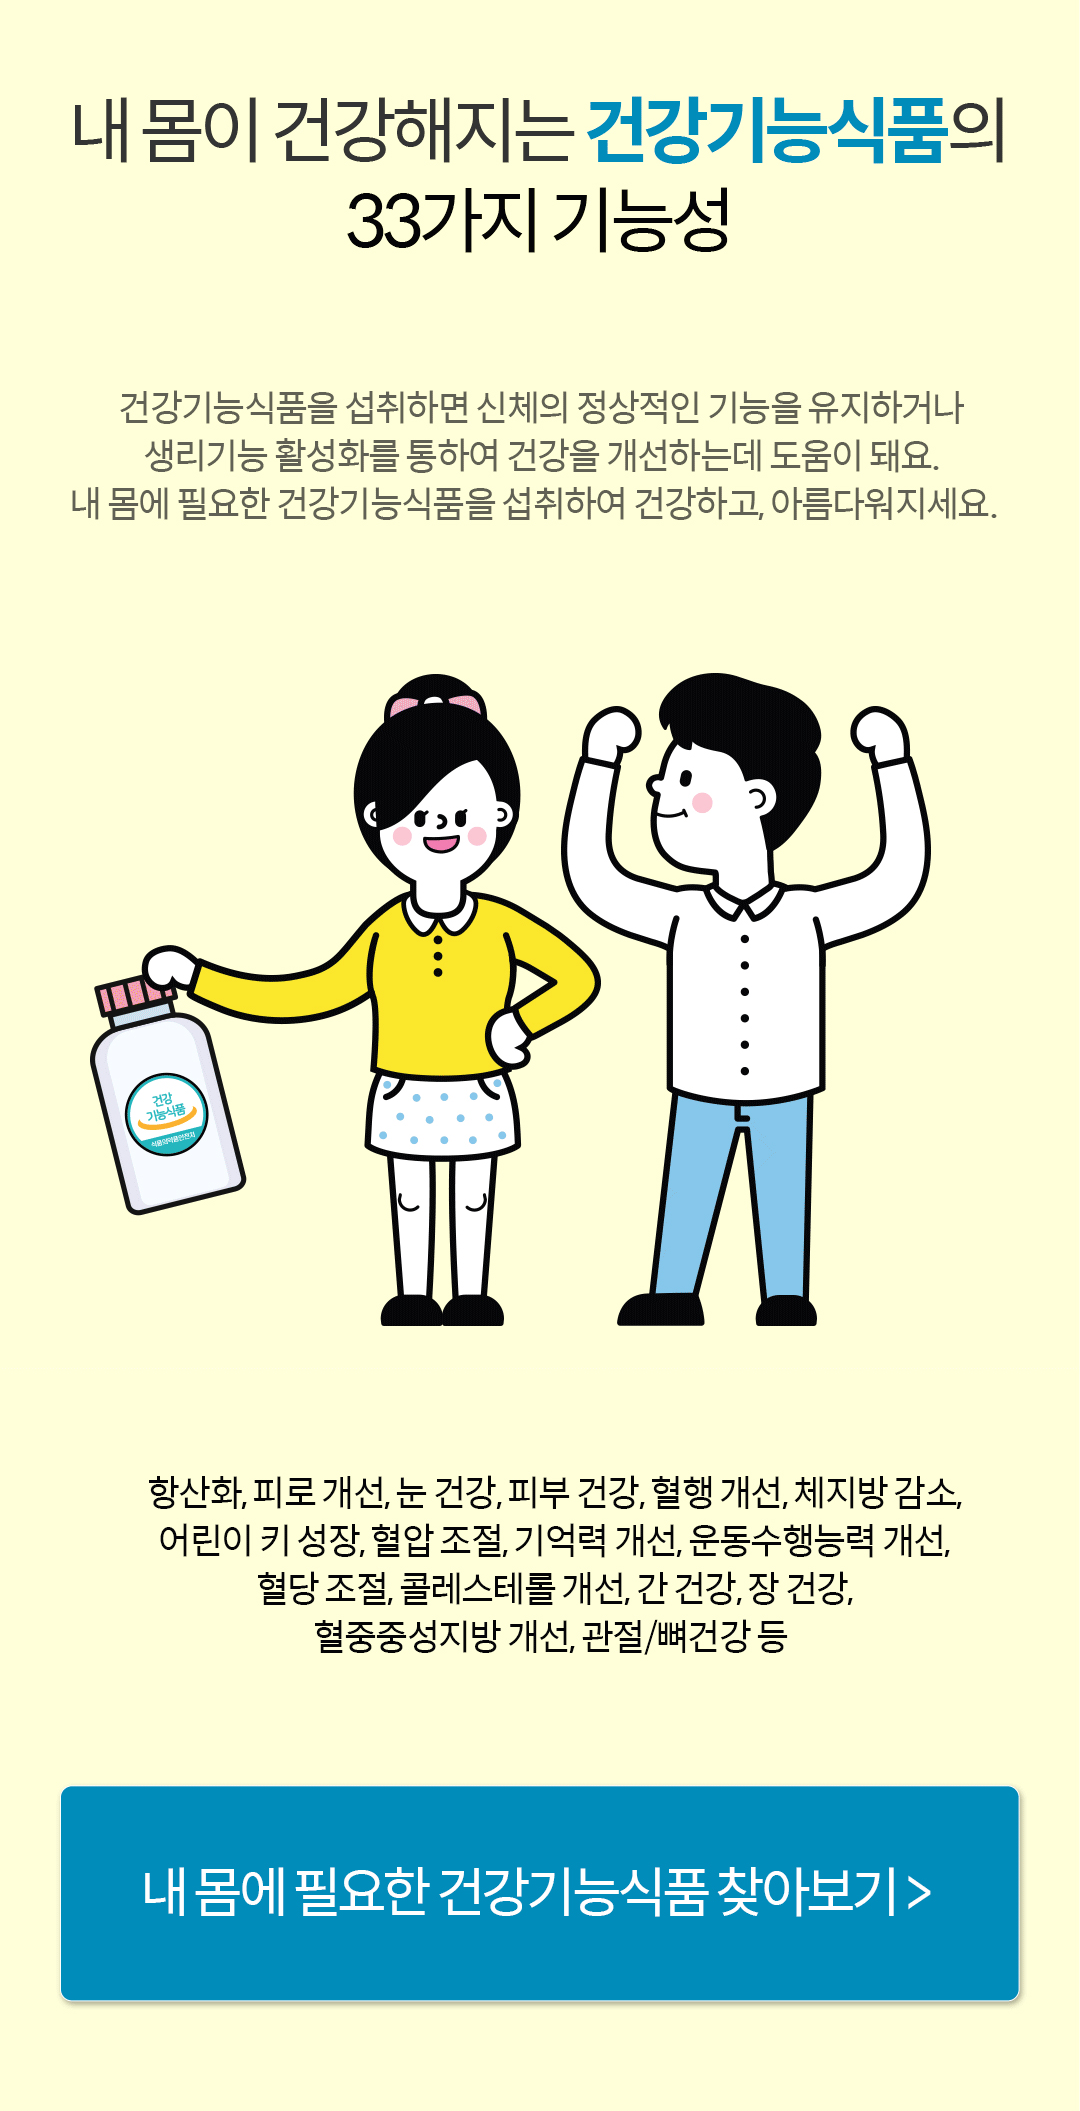 내 몸이 건강해지는 건강기능식품의
33가지 기능성
건강기능식품을 섭취하면 신체의 정상적인 기능을 유지하거나
생리기능 활성화를 통하여 건강을 개선하는데 도움이 돼요.
내 몸에 필요한 건강기능식품을 섭취하여 건강하고, 아름다워지세요.
건강
기능식품
식품의약품안전처
항산화, 피로 개선, 눈 건강, 피부 건강, 혈행 개선, 체지방 감소,
어린이 키 성장, 혈압 조절, 기억력 개선, 운동수행능력 개선,
혈당 조절, 콜레스테롤 개선, 간 건강, 장 건강,
혈중중성지방 개선, 관절/뼈건강 등
내 몸에 필요한 건강기능식품 찾아보기 >